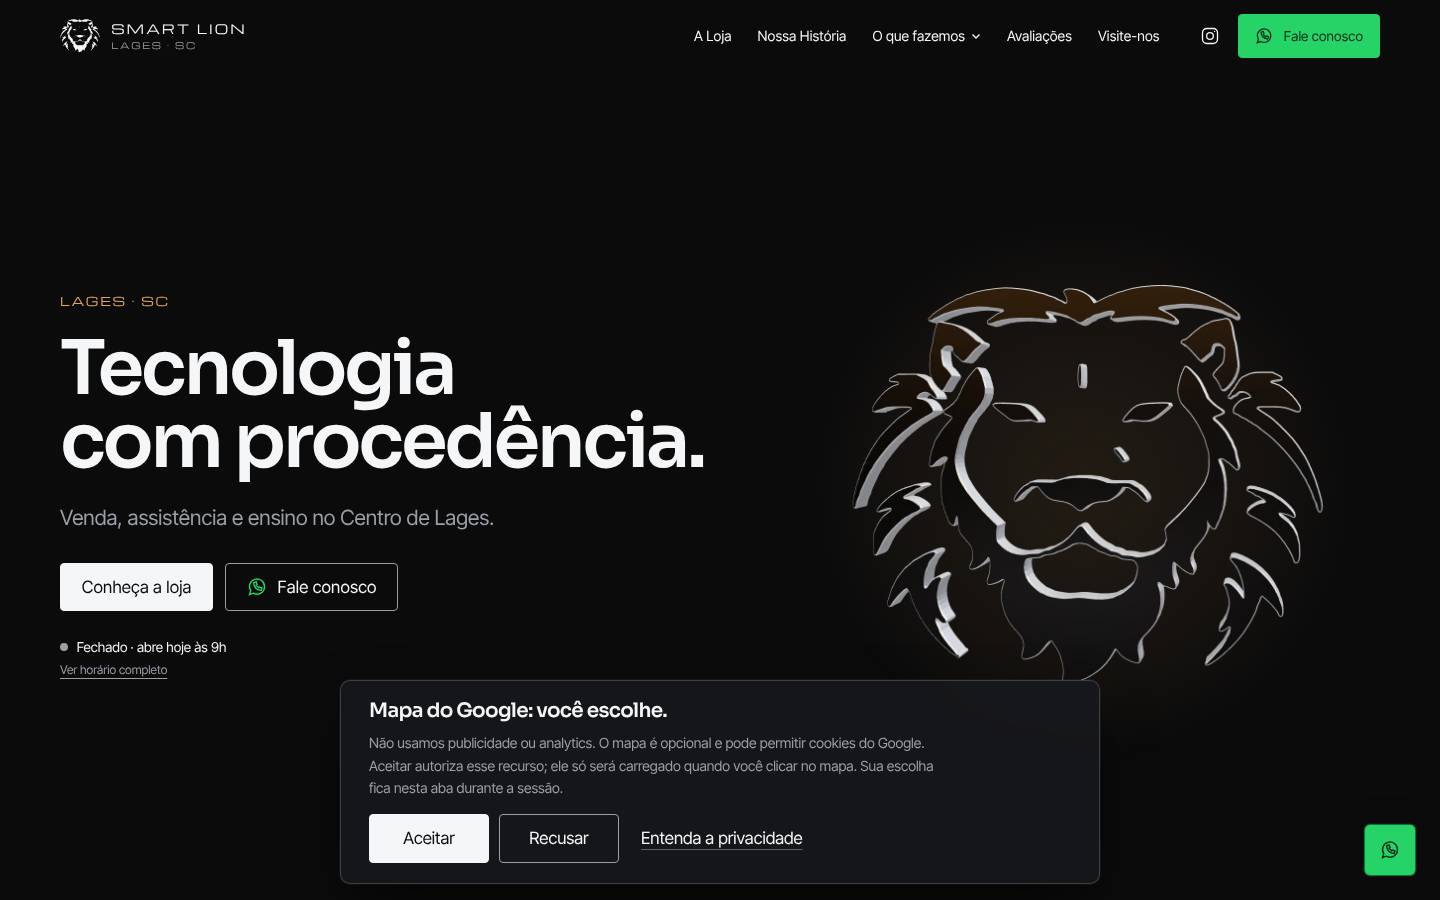 SMART LION
LAGES · SC
A Loja
Nossa História
O que fazemos
Avaliações
Visite-nos
Fale conosco
LAGES · SC
Tecnologia
com procedência.
Venda, assistência e ensino no Centro de Lages.
Conheça a loja
Fale conosco
Fechado · abre hoje às 9h
Ver horário completo
Mapa do Google: você escolhe.
Não usamos publicidade ou analytics. O mapa é opcional e pode permitir cookies do Google.
Aceitar autoriza esse recurso; ele só será carregado quando você clicar no mapa. Sua escolha
fica nesta aba durante a sessão.
Aceitar
Recusar
Entenda a privacidade